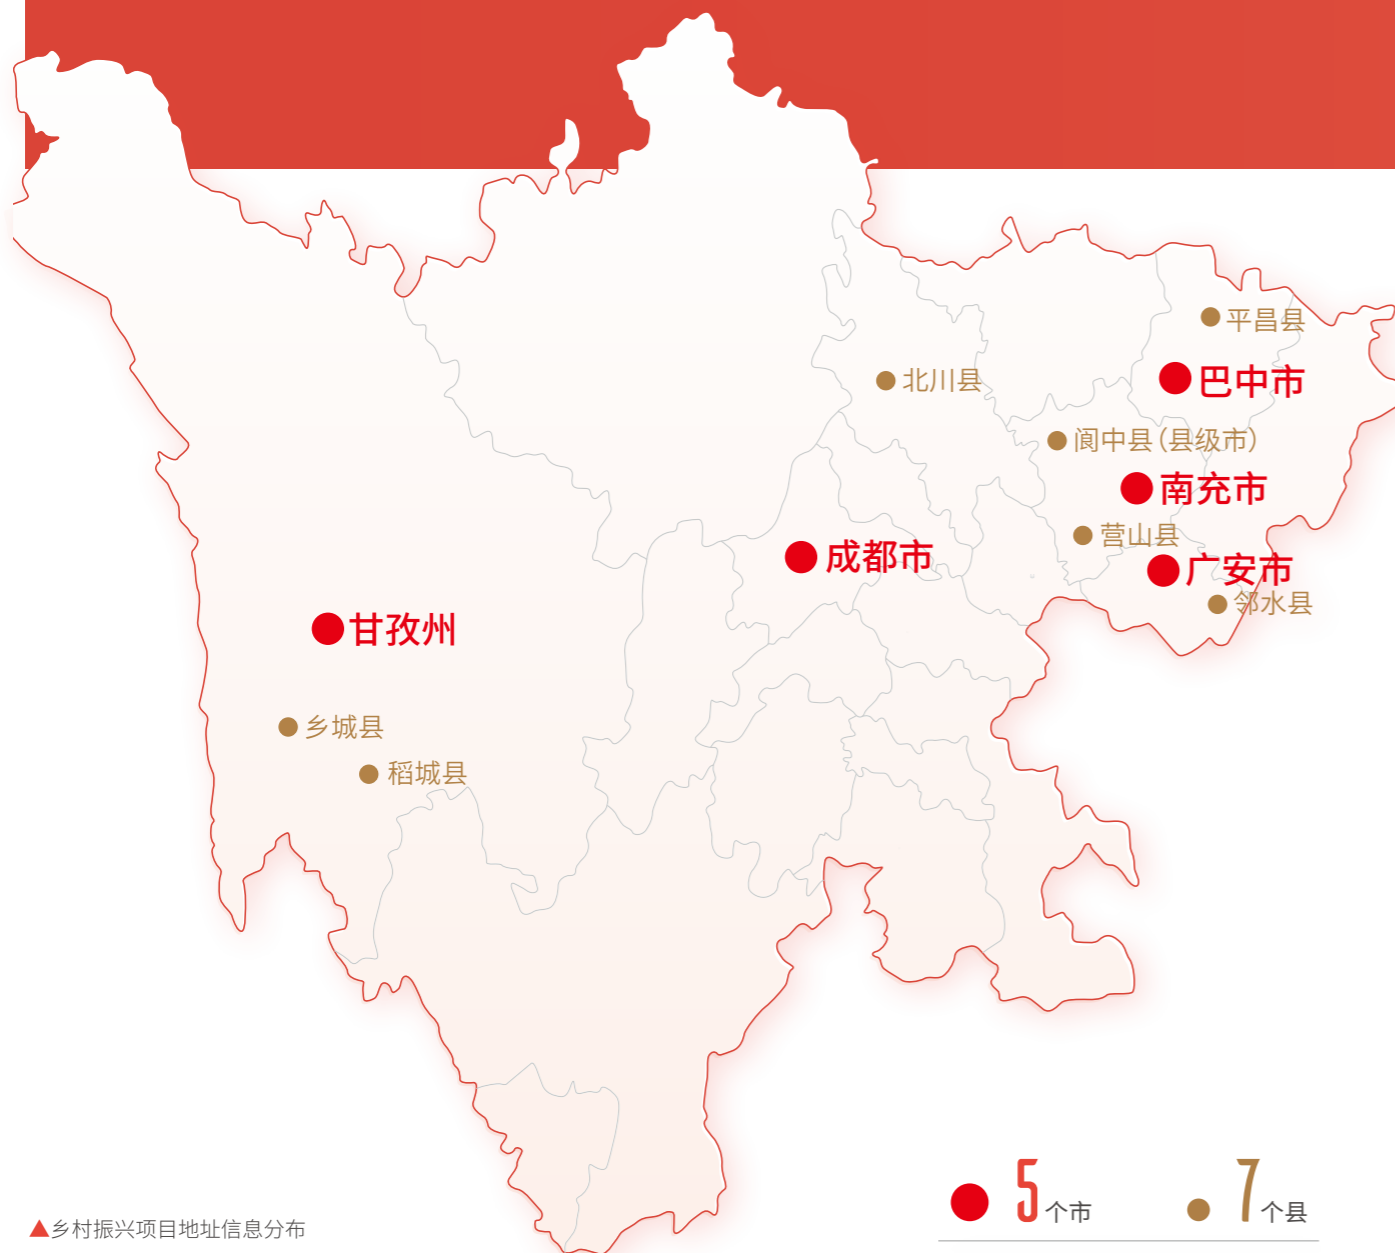 平昌县
巴中市
北川县
阆中县（县级市）
南充市
营山县
成都市
广安市
邻水县
甘孜州
乡城县
稻城县
5个市
7个县
▲乡村振兴项目地址信息分布